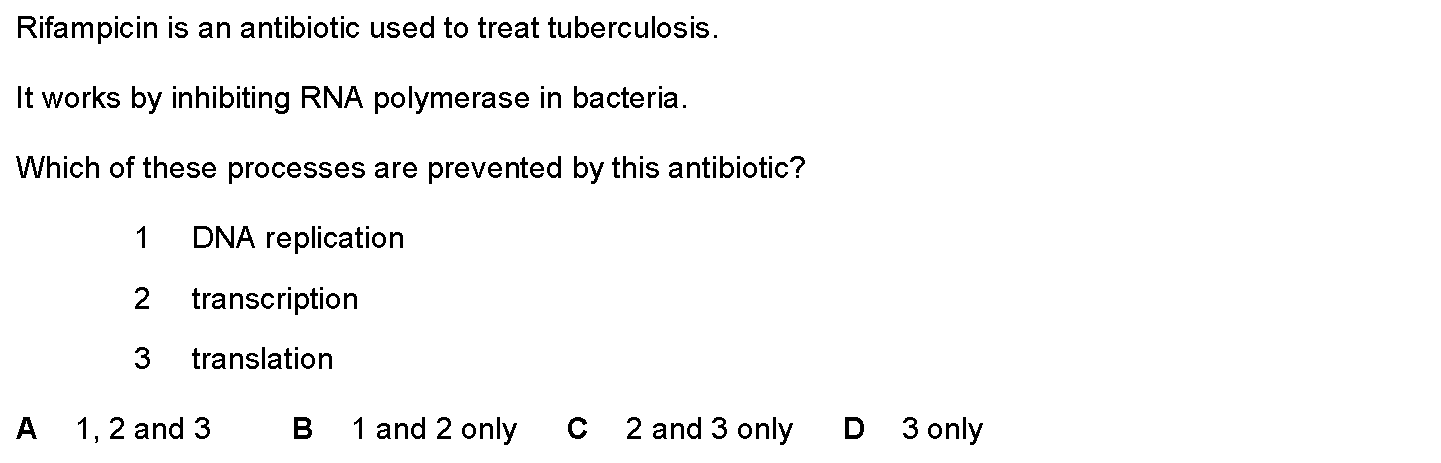 Rifampicin is an antibiotic used to treat tuberculosis.
It works by inhibiting RNA polymerase in bacteria.
Which of these processes are prevented by this antibiotic?
1 DNA replication
2 transcription
3 translation
A 1, 2 and 3 B 1 and 2 only C 2 and 3 only D 3 only